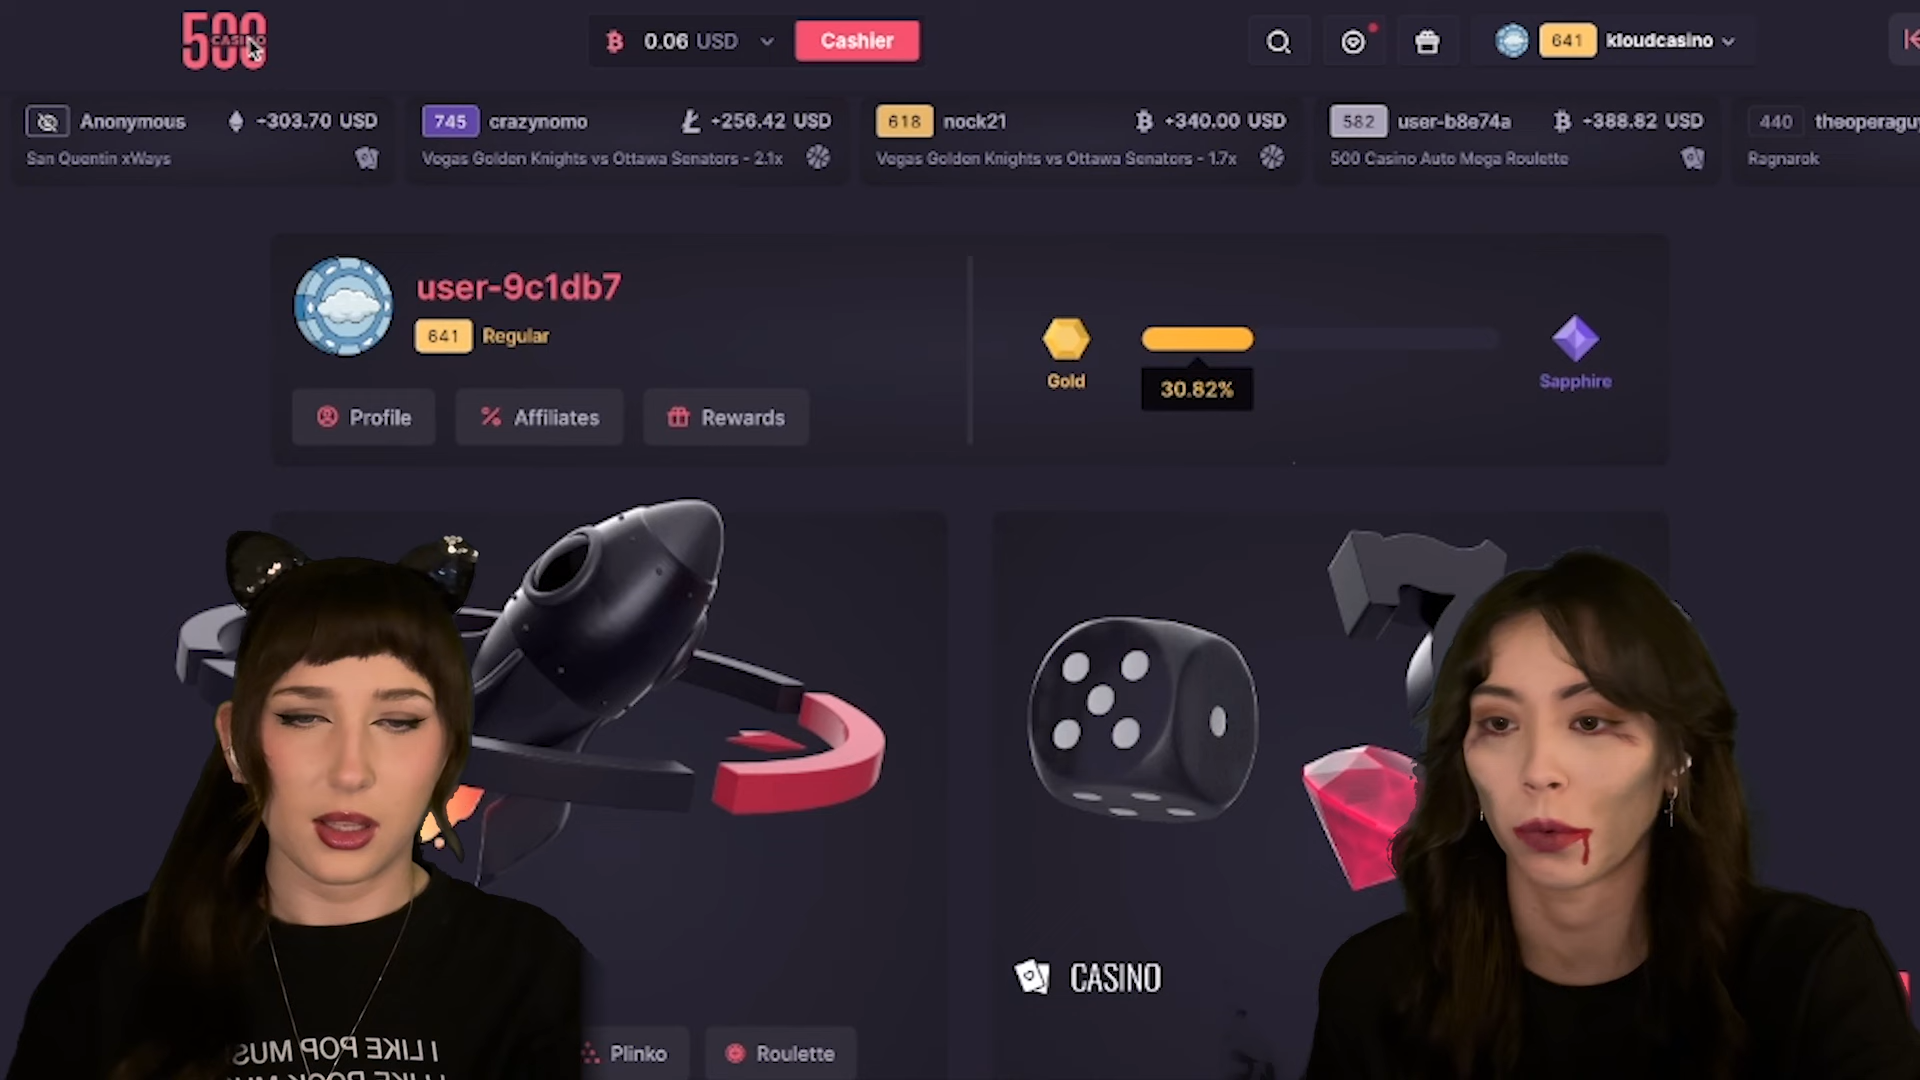 500
CASINO
0.06 USD
Cashier
641 kloudcasino
Anonymous +303.70 USD
San Quentin xWays
745 crazynomo +256.42 USD
Vegas Golden Knights vs Ottawa Senators - 2.1x
618 nock21 +340.00 USD
Vegas Golden Knights vs Ottawa Senators - 1.7x
582 user-b8e74a +388.82 USD
500 Casino Auto Mega Roulette
440 theoperaguy
Ragnarok
user-9c1db7
641 Regular
Profile
Affiliates
Rewards
Gold
30.82%
Sapphire
CASINO
Plinko
Roulette
I LIKE POP MUS